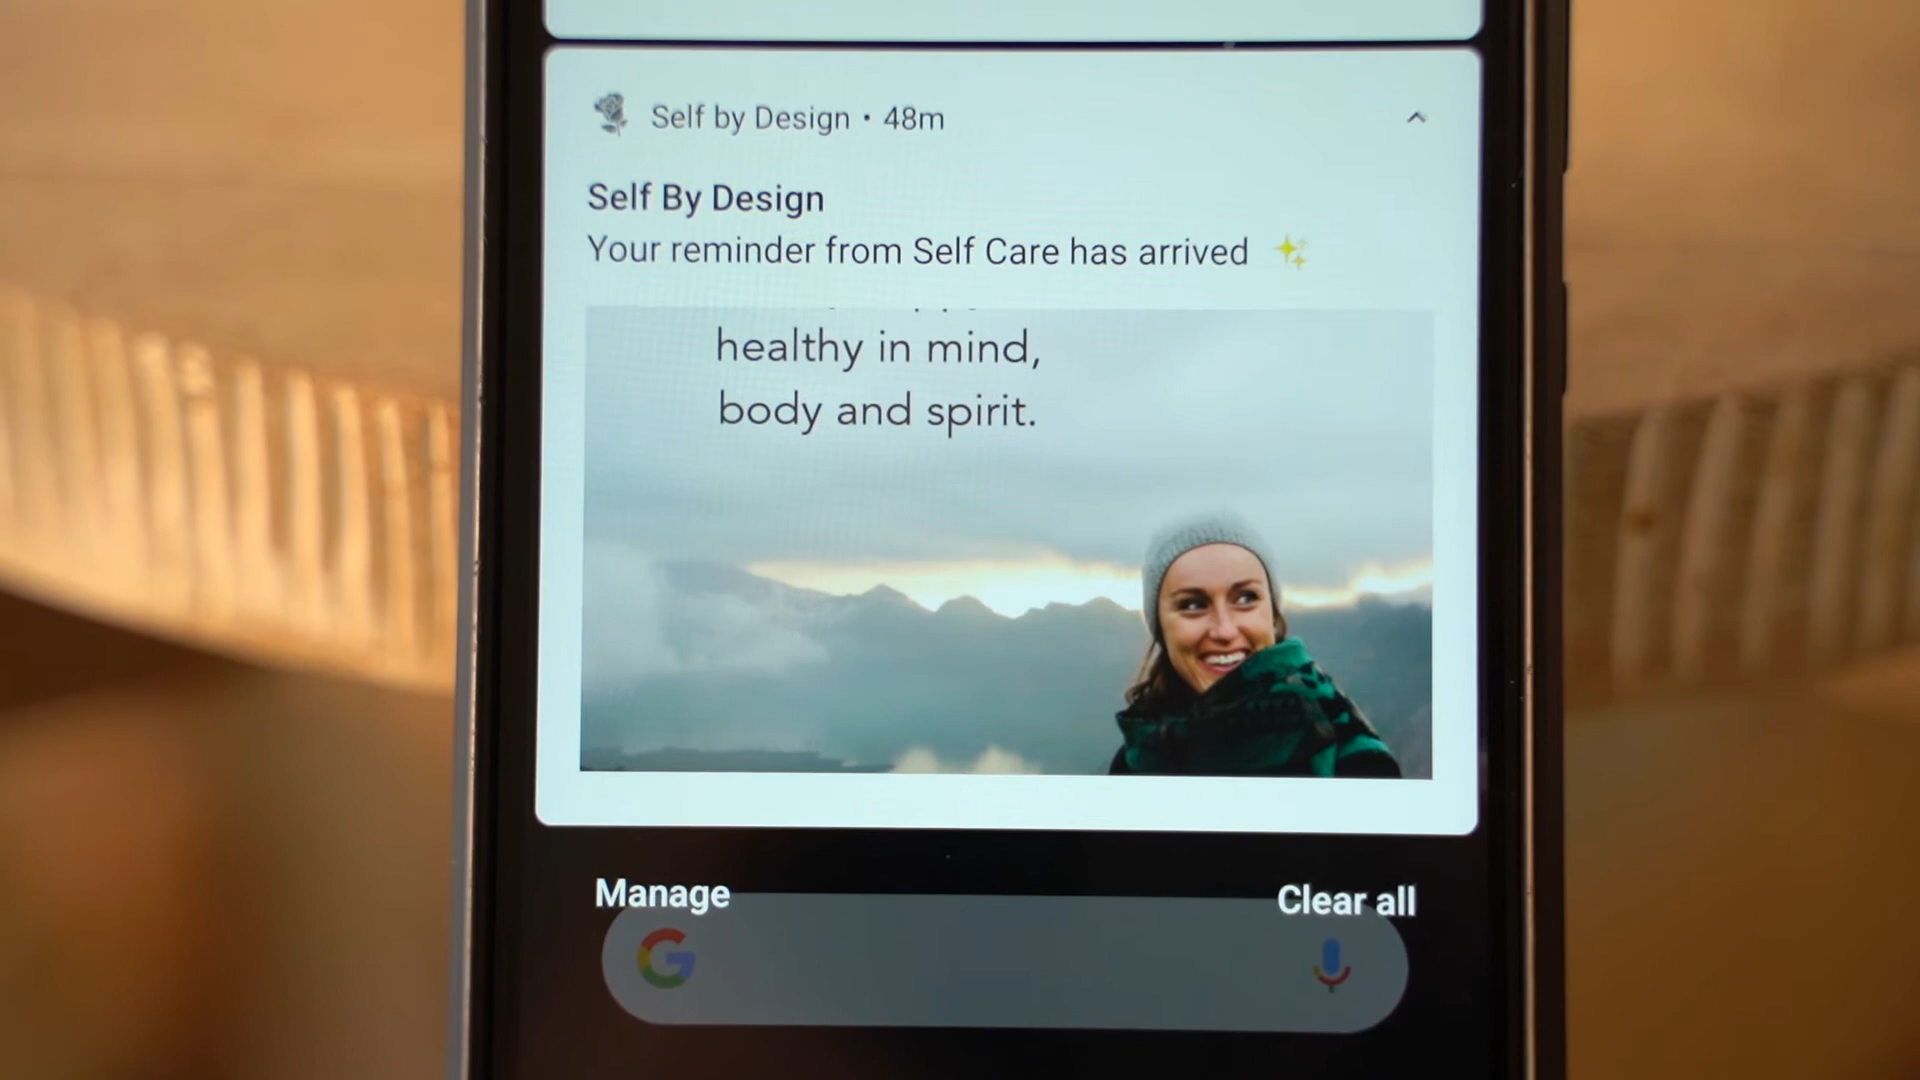 Self by Design • 48m
Self By Design
Your reminder from Self Care has arrived ✨
healthy in mind,
body and spirit.
Manage
Clear all